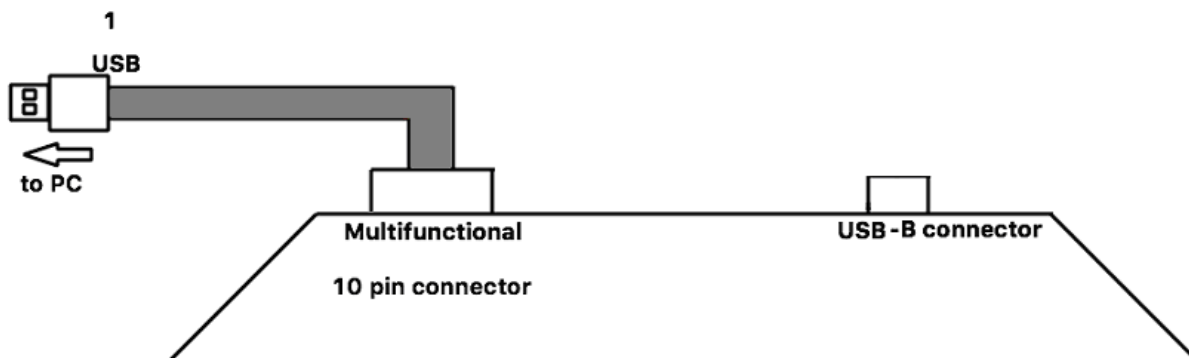 1
USB
to PC
Multifunctional
10 pin connector
USB-B connector